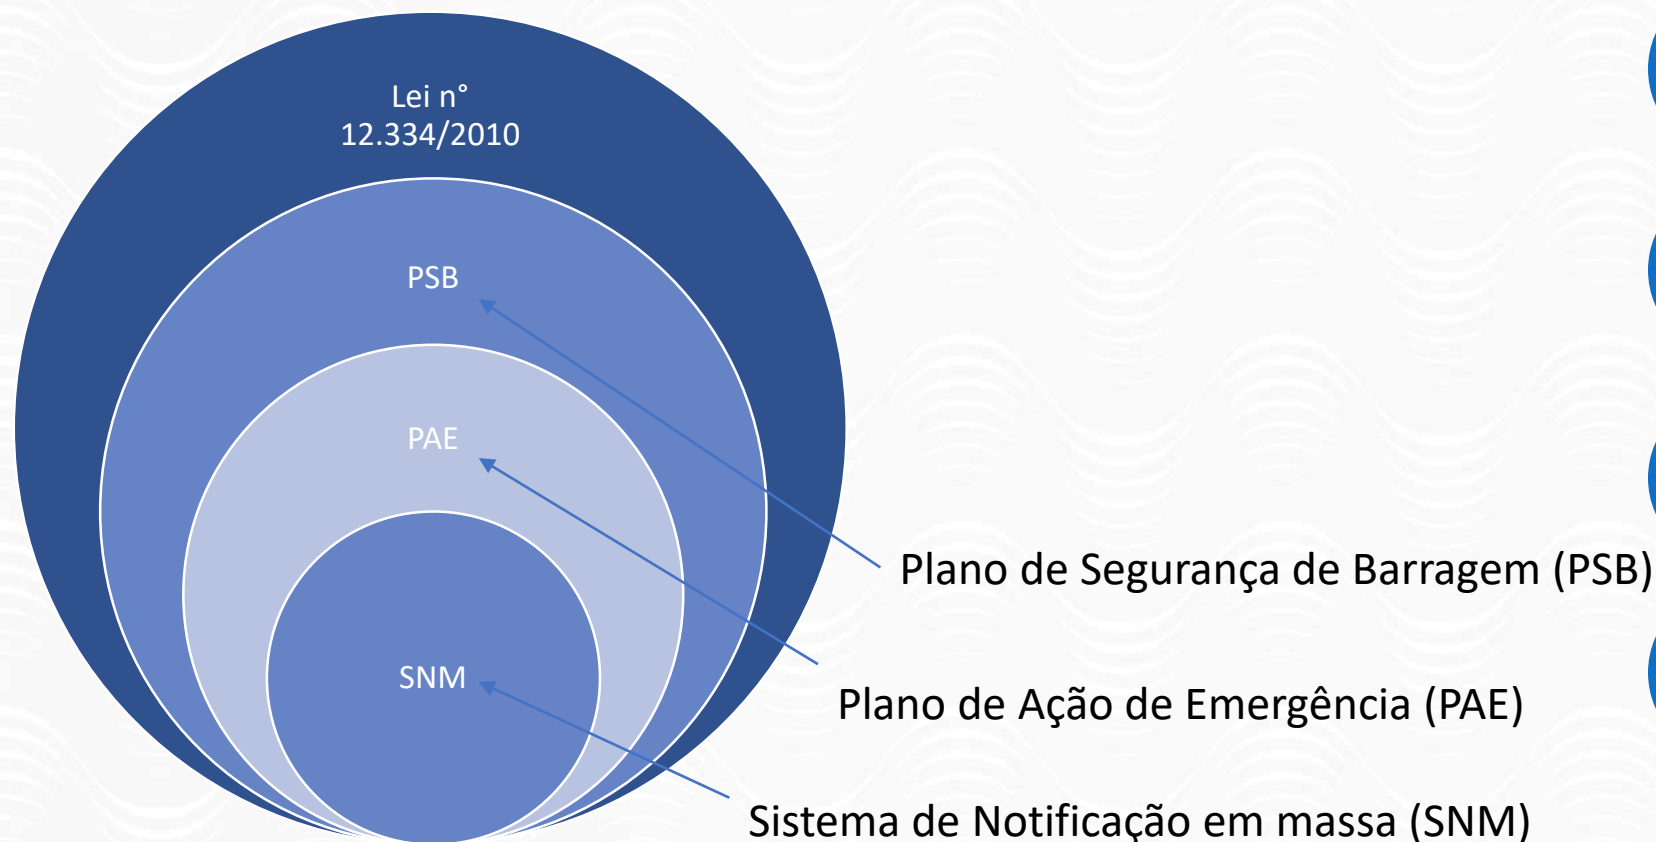 Lei n°
12.334/2010
PSB
PAE
SNM
Plano de Segurança de Barragem (PSB)
Plano de Ação de Emergência (PAE)
Sistema de Notificação em massa (SNM)